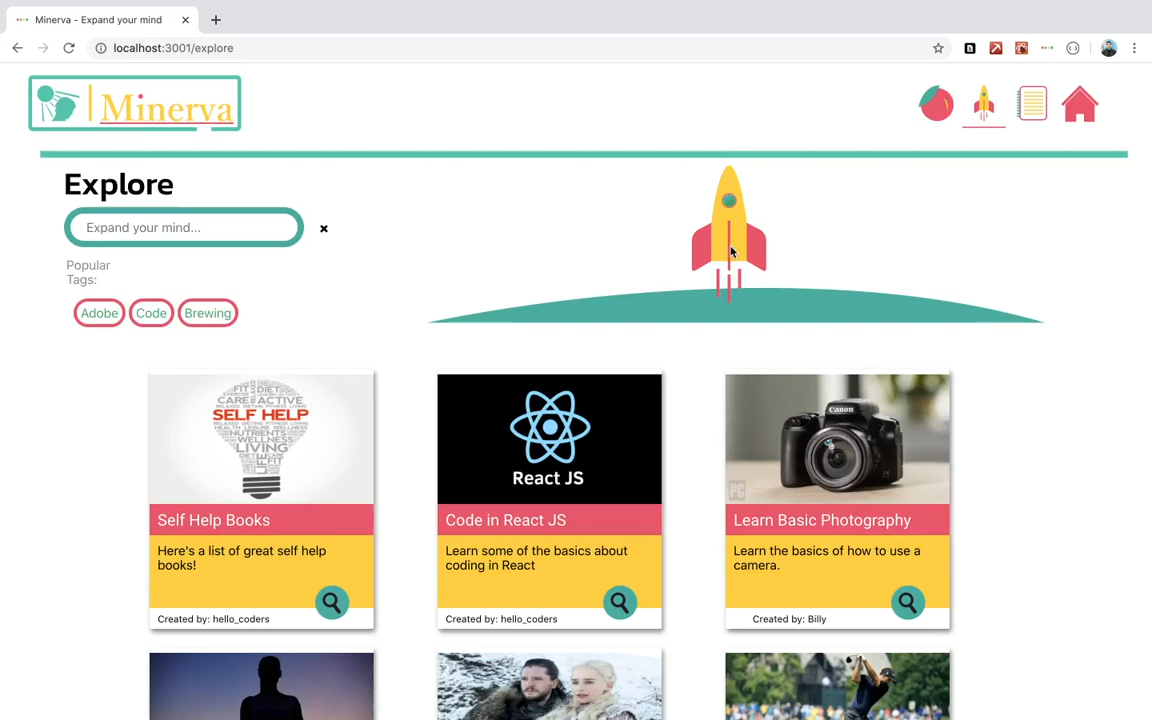 Minerva - Expand your mind
localhost:3001/explore
Minerva
Explore
Expand your mind...
Popular
Tags:
Adobe
Code
Brewing
SELF HELP
React JS
Canon
PC
Self Help Books
Code in React JS
Learn Basic Photography
Here's a list of great self help
books!
Learn some of the basics about
coding in React
Learn the basics of how to use a
camera.
Created by: hello_coders
Created by: hello_coders
Created by: Billy